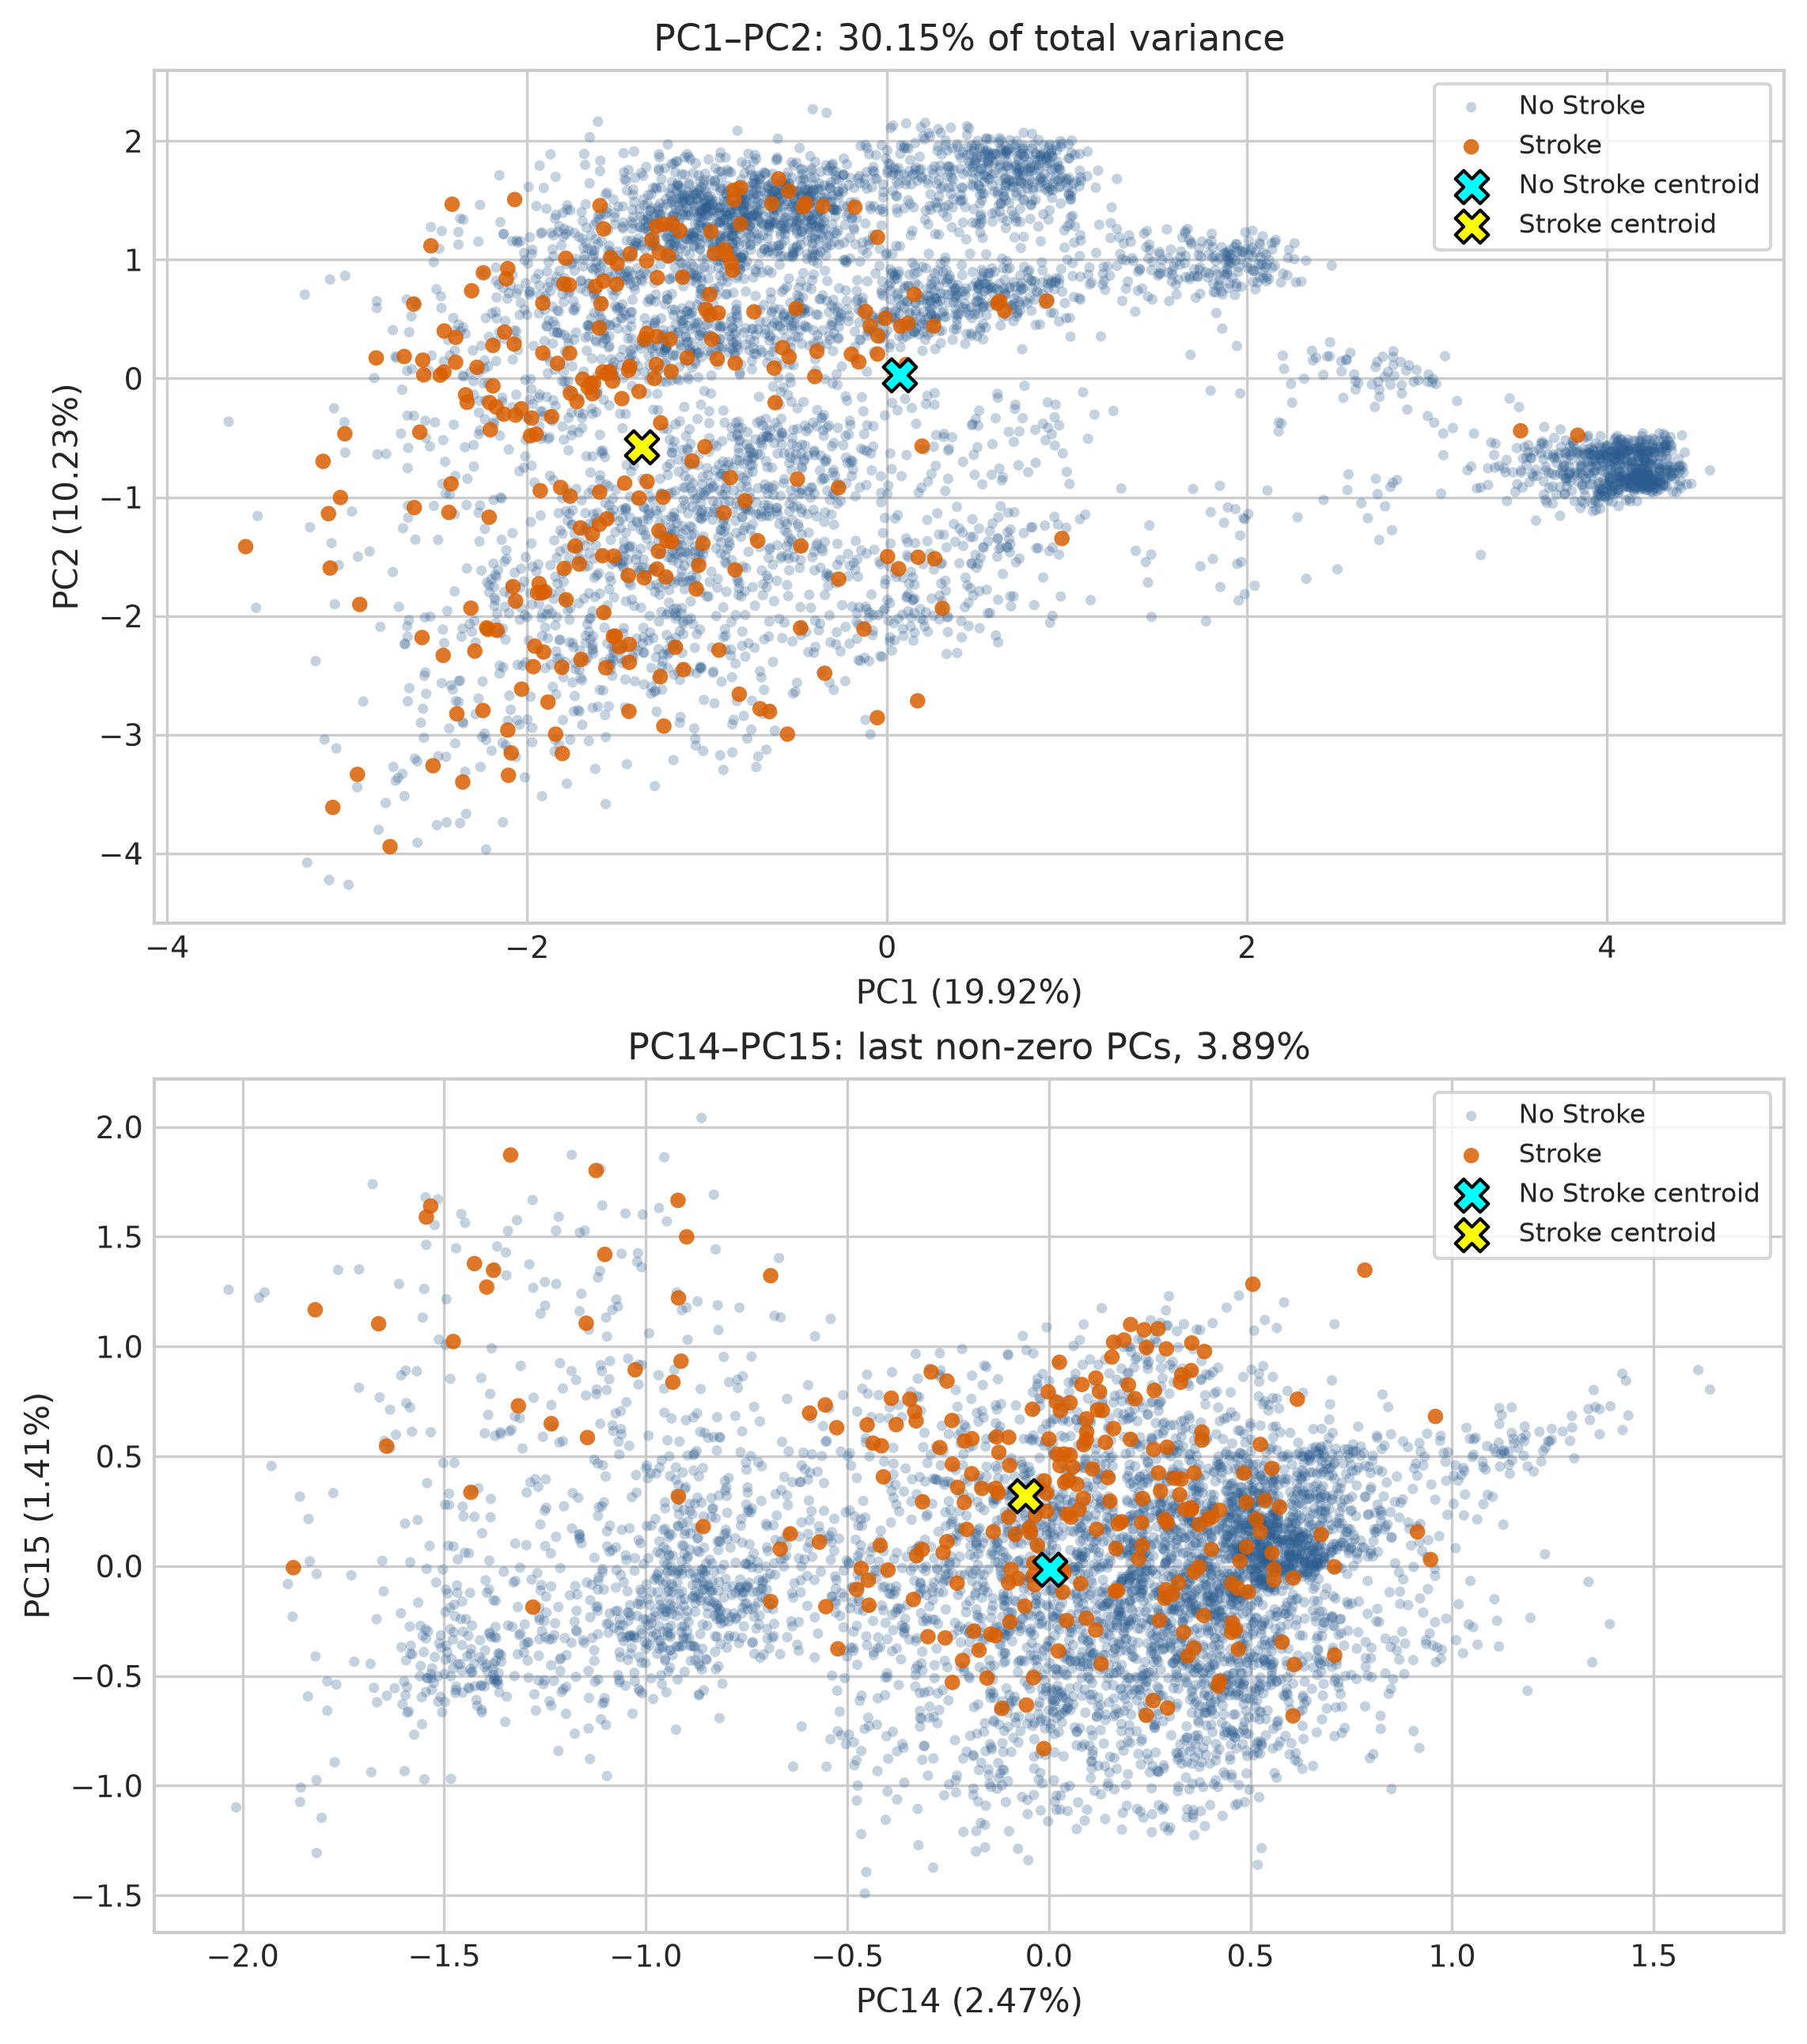 PC1–PC2: 30.15% of total variance
No Stroke
Stroke
No Stroke centroid
Stroke centroid
2
1
0
−1
−2
−3
−4
PC2 (10.23%)
−4
−2
0
2
4
PC1 (19.92%)
PC14–PC15: last non-zero PCs, 3.89%
No Stroke
Stroke
No Stroke centroid
Stroke centroid
2.0
1.5
1.0
0.5
0.0
−0.5
−1.0
−1.5
PC15 (1.41%)
−2.0
−1.5
−1.0
−0.5
0.0
0.5
1.0
1.5
PC14 (2.47%)